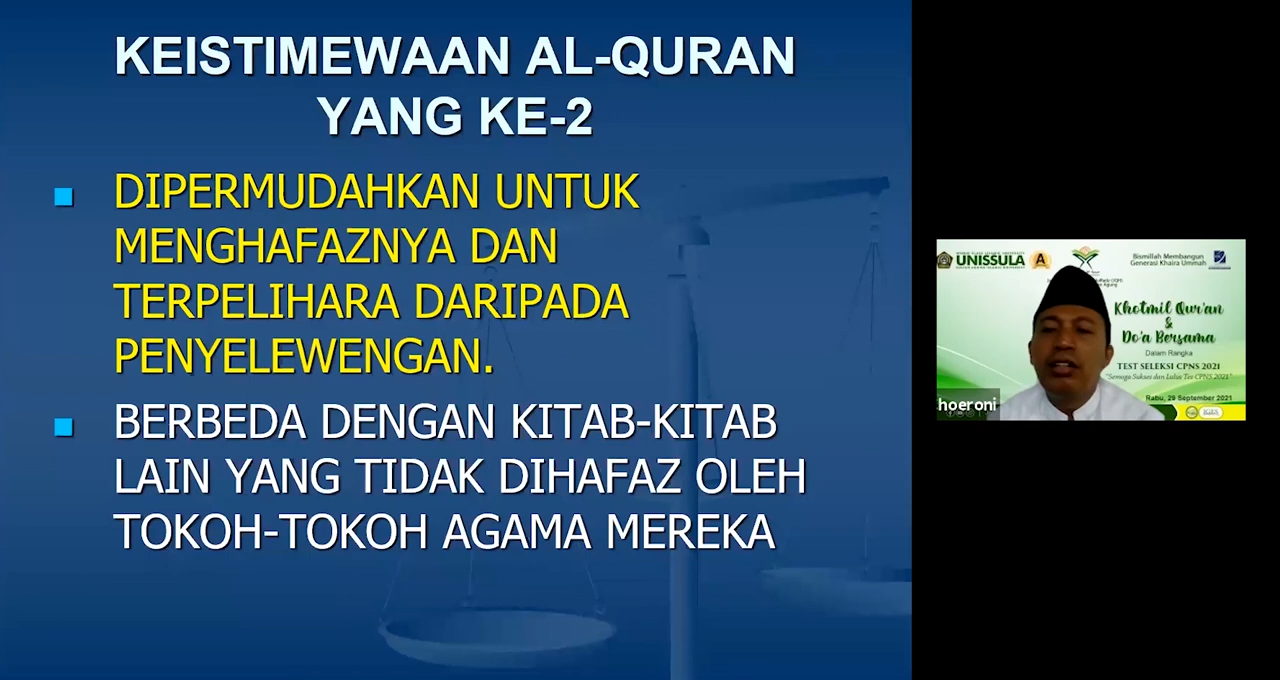 KEISTIMEWAAN AL-QURAN
YANG KE-2
DIPERMUDAHKAN UNTUK
MENGHAFAZNYA DAN
TERPELIHARA DARIPADA
PENYELEWENGAN.
BERBEDA DENGAN KITAB-KITAB
LAIN YANG TIDAK DIHAFAZ OLEH
TOKOH-TOKOH AGAMA MEREKA
UNISSULA
A
Bismillah Membangun
Generasi Khaira Ummah
Khotmil Qur'an
&
Do'a Bersama
Dalam Rangka
TEST SELEKSI CPNS 2021
"Semoga Sukses dan Lulus Tes CPNS 2021"
Rabu, 29 September 2021
hoeroni